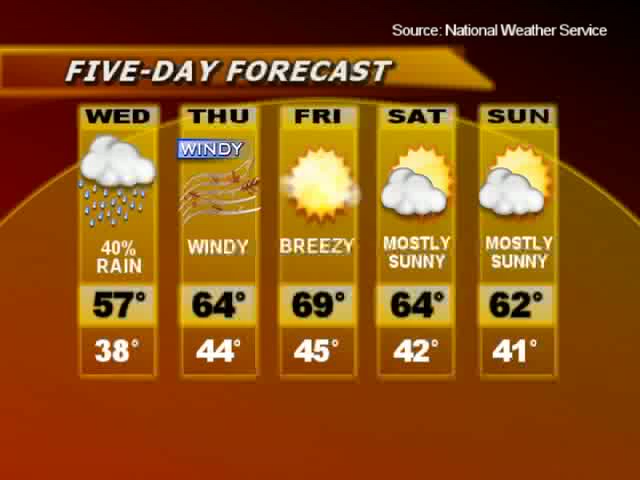 Source: National Weather Service
FIVE-DAY FORECAST
WED THU FRI SAT SUN
WINDY
40%
RAIN
WINDY
BREEZY
MOSTLY
SUNNY
MOSTLY
SUNNY
57° 64° 69° 64° 62°
38° 44° 45° 42° 41°